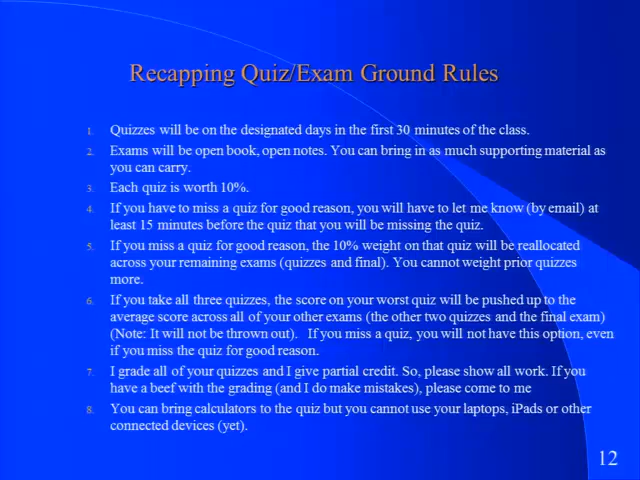 Recapping Quiz/Exam Ground Rules
1. Quizzes will be on the designated days in the first 30 minutes of the class.
2. Exams will be open book, open notes. You can bring in as much supporting material as
you can carry.
3. Each quiz is worth 10%.
4. If you have to miss a quiz for good reason, you will have to let me know (by email) at
least 15 minutes before the quiz that you will be missing the quiz.
5. If you miss a quiz for good reason, the 10% weight on that quiz will be reallocated
across your remaining exams (quizzes and final). You cannot weight prior quizzes
more.
6. If you take all three quizzes, the score on your worst quiz will be pushed up to the
average score across all of your other exams (the other two quizzes and the final exam)
(Note: It will not be thrown out). If you miss a quiz, you will not have this option, even
if you miss the quiz for good reason.
7. I grade all of your quizzes and I give partial credit. So, please show all work. If you
have a beef with the grading (and I do make mistakes), please come to me
8. You can bring calculators to the quiz but you cannot use your laptops, iPads or other
connected devices (yet).
12